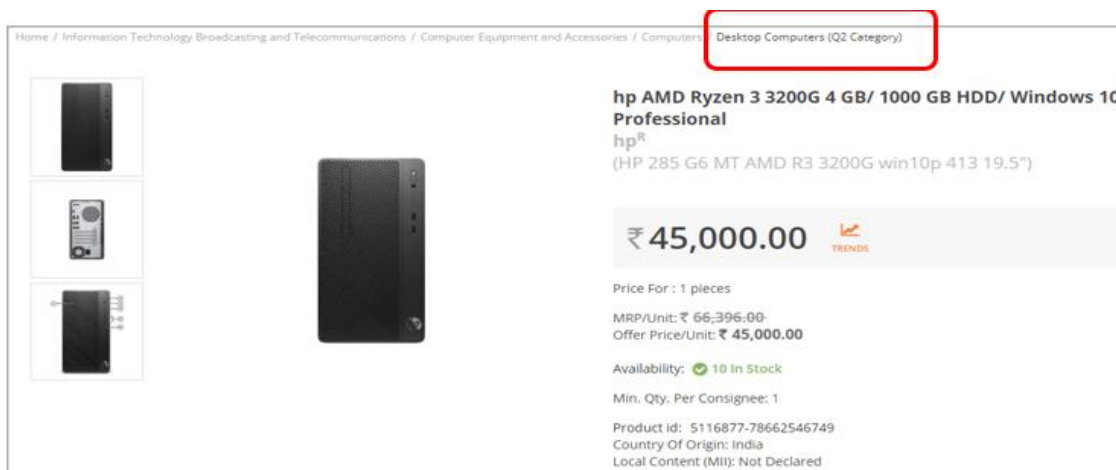 Home / Information Technology Broadcasting and Telecommunications / Computer Equipment and Accessories / Computers / Desktop Computers (Q2 Category)
hp AMD Ryzen 3 3200G 4 GB/ 1000 GB HDD/ Windows 10
Professional
hpR
(HP 285 G6 MT AMD R3 3200G win10p 413 19.5")
₹ 45,000.00
TRENDS
Price For : 1 pieces
MRP/Unit: ₹ 66,396.00
Offer Price/Unit: ₹ 45,000.00
Availability: 10 In Stock
Min. Qty. Per Consignee: 1
Product id: 5116877-78662546749
Country Of Origin: India
Local Content (MII): Not Declared